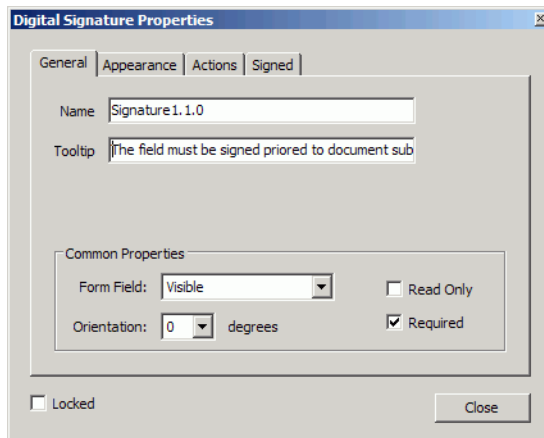 Digital Signature Properties
General Appearance Actions Signed
Name Signature1.1.0
Tooltip The field must be signed priored to document sub
Common Properties
Form Field: Visible Read Only
Orientation: 0 degrees Required
Locked Close